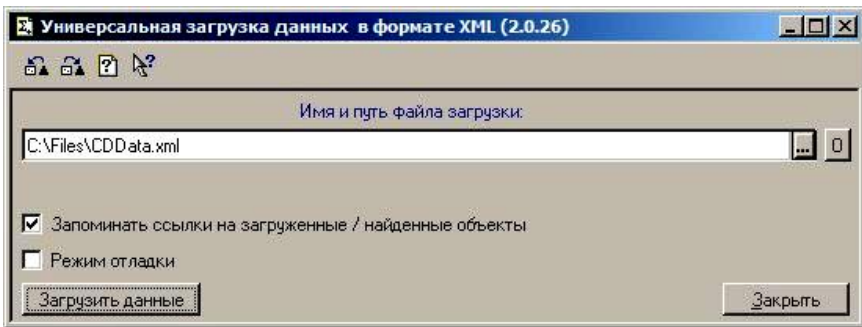 Универсальная загрузка данных в формате XML (2.0.26)
Имя и путь файла загрузки:
C:\Files\CDData.xml ... 0
Запоминать ссылки на загруженные / найденные объекты
Режим отладки
Загрузить данные Закрыть